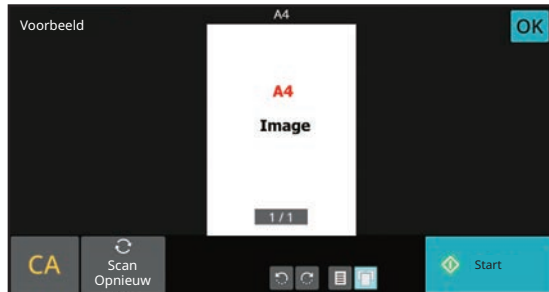 Voorbeeld
A4
OK
A4
Image
1 / 1
CA
Scan
Opnieuw
Start